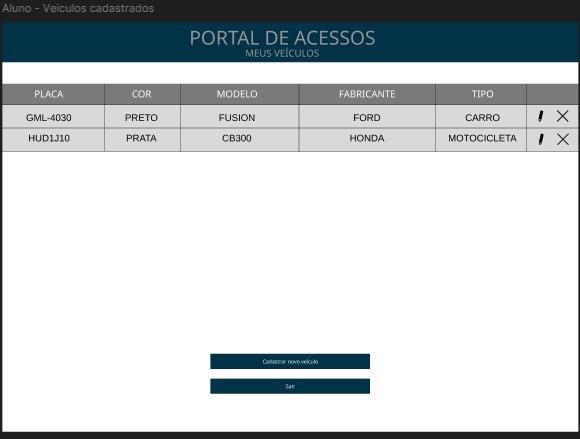 Aluno - Veiculos cadastrados
PORTAL DE ACESSOS
MEUS VEÍCULOS
PLACA COR MODELO FABRICANTE TIPO
GML-4030 PRETO FUSION FORD CARRO
HUD1J10 PRATA CB300 HONDA MOTOCICLETA
Cadastrar novo veículo
Sair